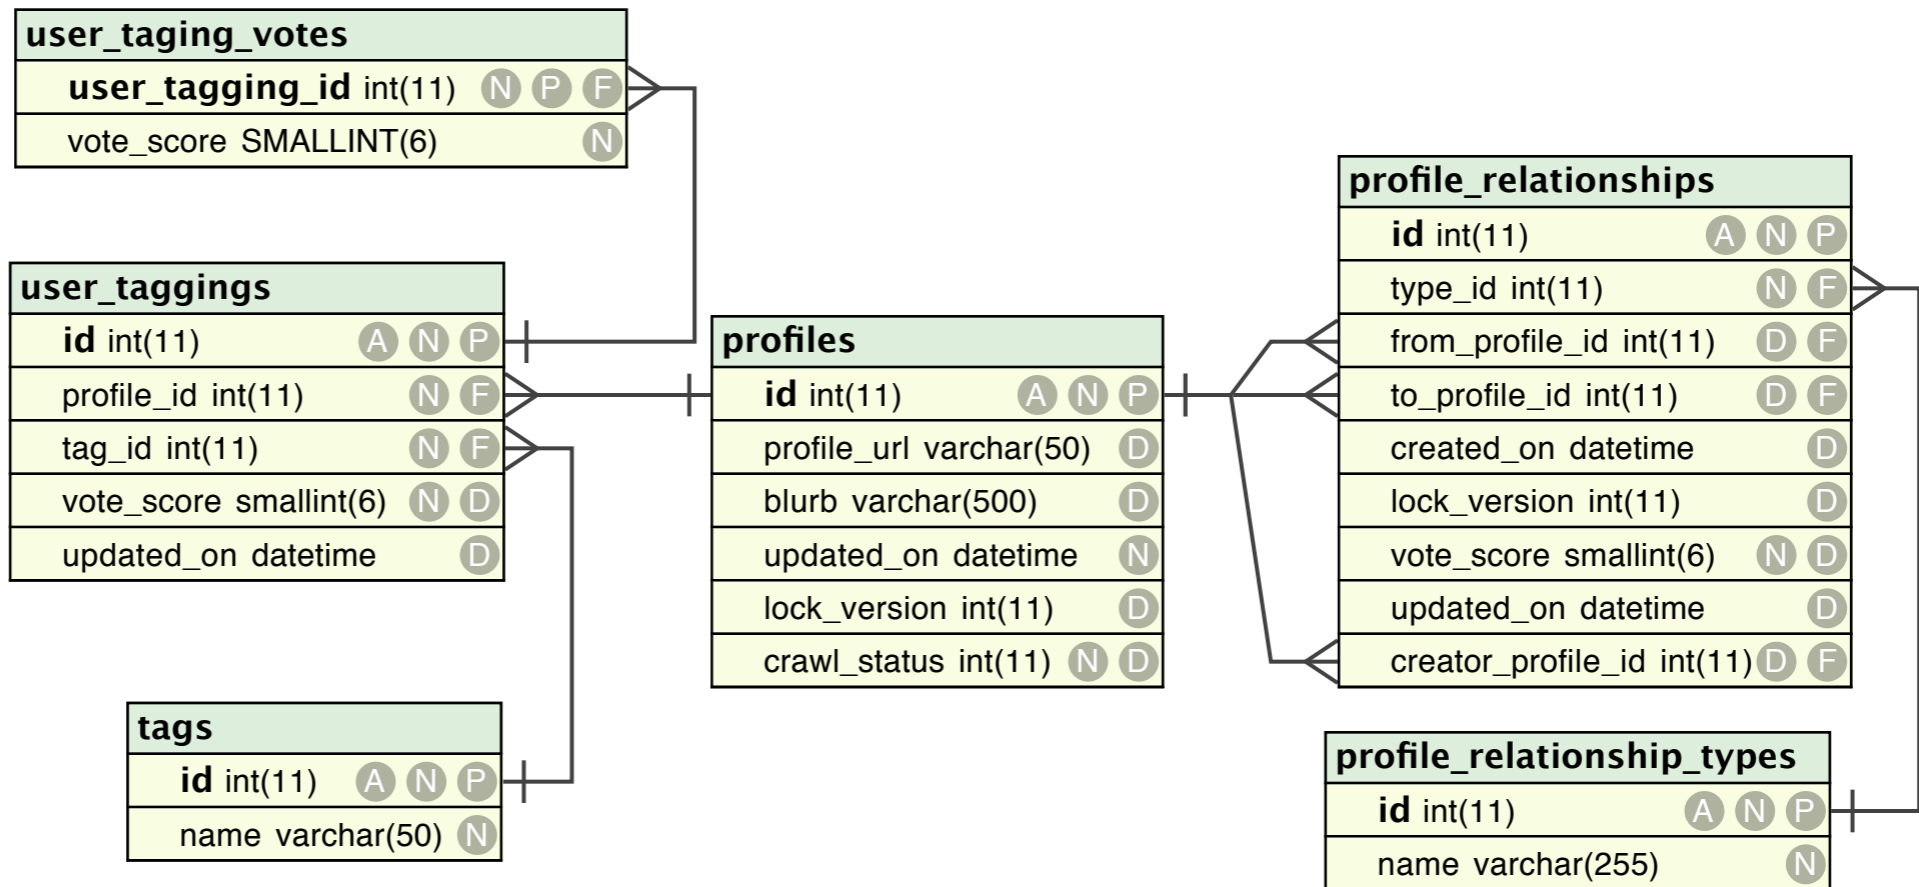 user_taging_votes
user_tagging_id int(11) N P F
vote_score SMALLINT(6) N
user_taggings
id int(11) A N P
profile_id int(11) N F
tag_id int(11) N F
vote_score smallint(6) N D
updated_on datetime D
tags
id int(11) A N P
name varchar(50) N
profiles
id int(11) A N P
profile_url varchar(50) D
blurb varchar(500) D
updated_on datetime N
lock_version int(11) D
crawl_status int(11) N D
profile_relationships
id int(11) A N P
type_id int(11) N F
from_profile_id int(11) D F
to_profile_id int(11) D F
created_on datetime D
lock_version int(11) D
vote_score smallint(6) N D
updated_on datetime D
creator_profile_id int(11) D F
profile_relationship_types
id int(11) A N P
name varchar(255) N